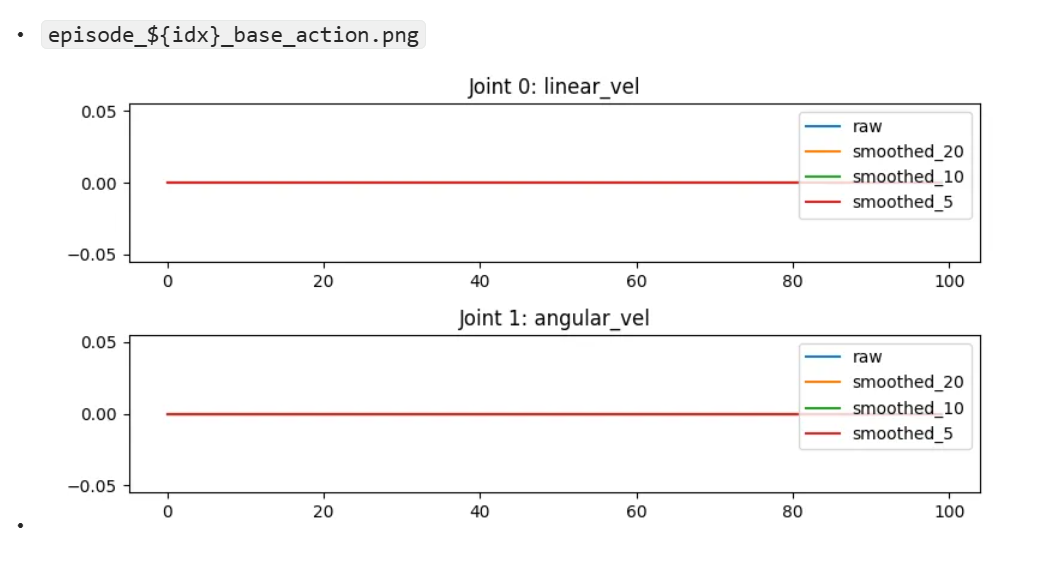 • episode_${idx}_base_action.png
Joint 0: linear_vel
0.05
0.00
−0.05
raw
smoothed_20
smoothed_10
smoothed_5
0 20 40 60 80 100
Joint 1: angular_vel
0.05
0.00
−0.05
raw
smoothed_20
smoothed_10
smoothed_5
0 20 40 60 80 100
•